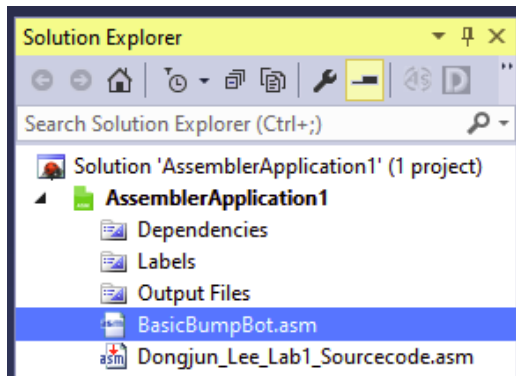 Solution Explorer
Search Solution Explorer (Ctrl+;)
Solution 'AssemblerApplication1' (1 project)
AssemblerApplication1
Dependencies
Labels
Output Files
BasicBumpBot.asm
Dongjun_Lee_Lab1_Sourcecode.asm